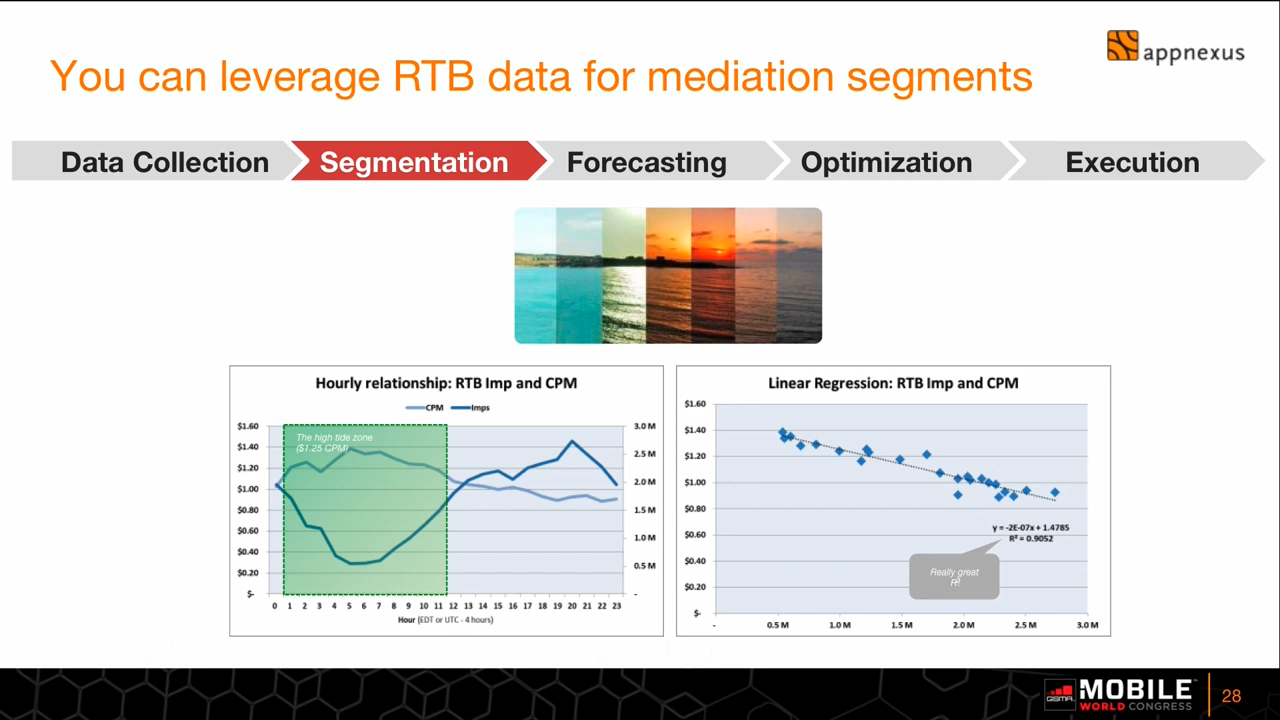 appnexus
You can leverage RTB data for mediation segments
Data Collection
Segmentation
Forecasting
Optimization
Execution
Hourly relationship: RTB Imp and CPM
CPM
Imps
$1.60
$1.40
$1.20
$1.00
$0.80
$0.60
$0.40
$0.20
$-
The high tide zone
($1.25 CPM)
3.0 M
2.5 M
2.0 M
1.5 M
1.0 M
0.5 M
-
0 1 2 3 4 5 6 7 8 9 10 11 12 13 14 15 16 17 18 19 20 21 22 23
Hour (EDT or UTC - 4 hours)
Linear Regression: RTB Imp and CPM
$1.60
$1.40
$1.20
$1.00
$0.80
$0.60
$0.40
$0.20
$-
y = -2E-07x + 1.4785
R² = 0.9052
Really great
R²!
- 0.5 M 1.0 M 1.5 M 2.0 M 2.5 M 3.0 M
GSMA
MOBILE
WORLD CONGRESS
28